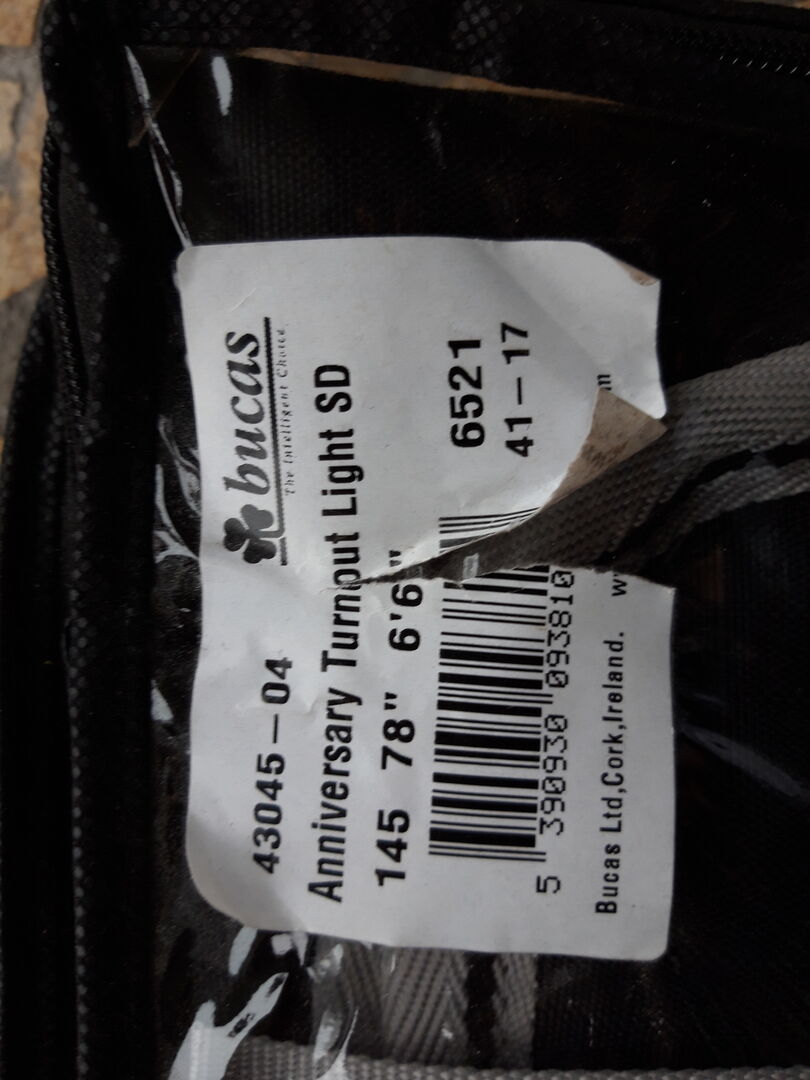 43045-04
bucas
The Intelligent Choice
Anniversary Turnout Light SD
145 78" 6'6"
6521
41-17
5 390930 093810
Bucas Ltd,Cork,Ireland.